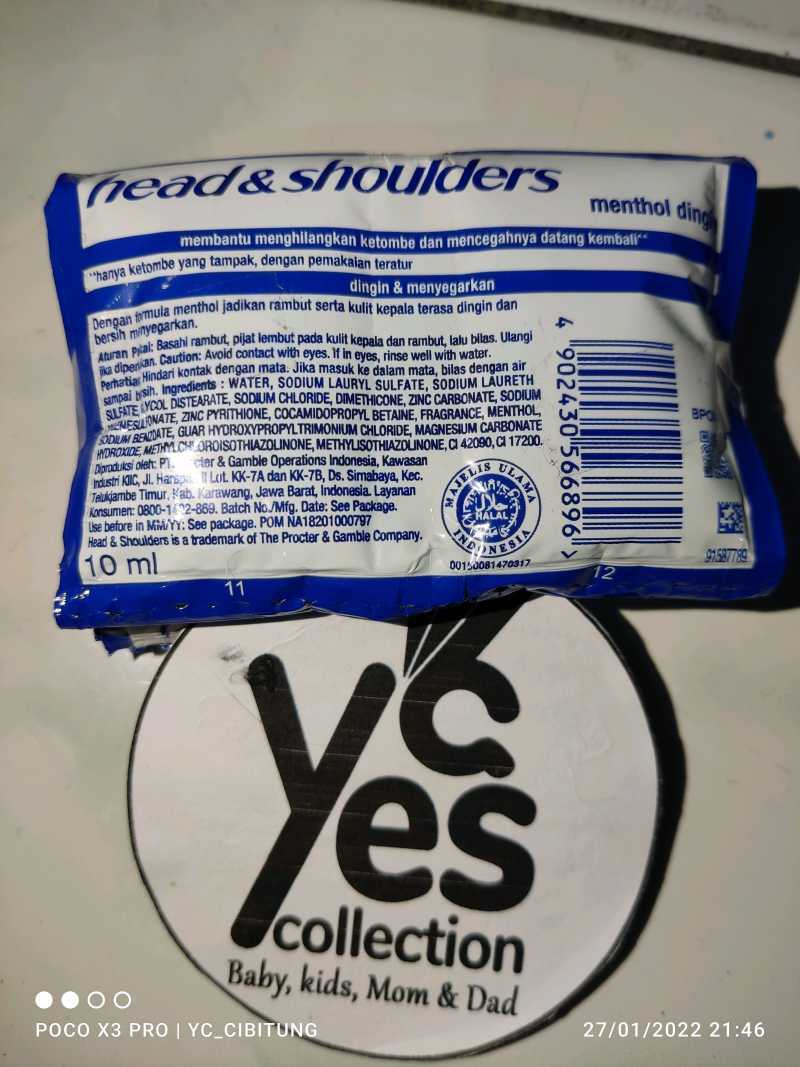 head & shoulders
menthol
membantu menghilangkan ketombe dan mencegahnya datang kembali**
**hanya ketombe yang tampak, dengan pemakaian teratur
dingin & menyegarkan
Dengan formula menthol jadikan rambut serta kulit kepala terasa dingin dan
bersih menyegarkan.
Aturan Pakai: Basahi rambut, pijat lembut pada kulit kepala dan rambut, lalu bilas. Ulangi
jika diperlukan. Caution: Avoid contact with eyes. If in eyes, rinse well with water.
Perhatian: Hindari kontak dengan mata. Jika masuk ke dalam mata, bilas dengan air
sampai bersih. Ingredients : WATER, SODIUM LAURYL SULFATE, SODIUM LAURETH
SULFATE, GLYCOL DISTEARATE, SODIUM CHLORIDE, DIMETHICONE, ZINC CARBONATE, SODIUM
XYLENESULFONATE, ZINC PYRITHIONE, COCAMIDOPROPYL BETAINE, FRAGRANCE, MENTHOL,
SODIUM BENZOATE, GUAR HYDROXYPROPYLTRIMONIUM CHLORIDE, MAGNESIUM CARBONATE
HYDROXIDE, METHYLCHLOROISOTHIAZOLINONE, METHYLISOTHIAZOLINONE, CI 42090, CI 17200.
Diproduksi oleh: PT. Procter & Gamble Operations Indonesia, Kawasan
Industri KIIC, Jl. Lot. KK-7A dan KK-7B, Ds. Sirnabaya, Kec.
Telukjambe Timur, Kab. Karawang, Jawa Barat, Indonesia. Layanan
Konsumen: Batch No./Mfg. Date: See Package.
Use before in MM/YY: See package. POM NA18201000797
Head & Shoulders is a trademark of The Procter & Gamble Company.
10 ml
MAJELIS ULAMA
حلال
HALAL
INDONESIA
00150081470317
4 902430 566896 >
91587789
11
12
yc
yes
collection
Baby, kids, Mom & Dad
POCO X3 PRO | YC_CIBITUNG
27/01/2022 21:46